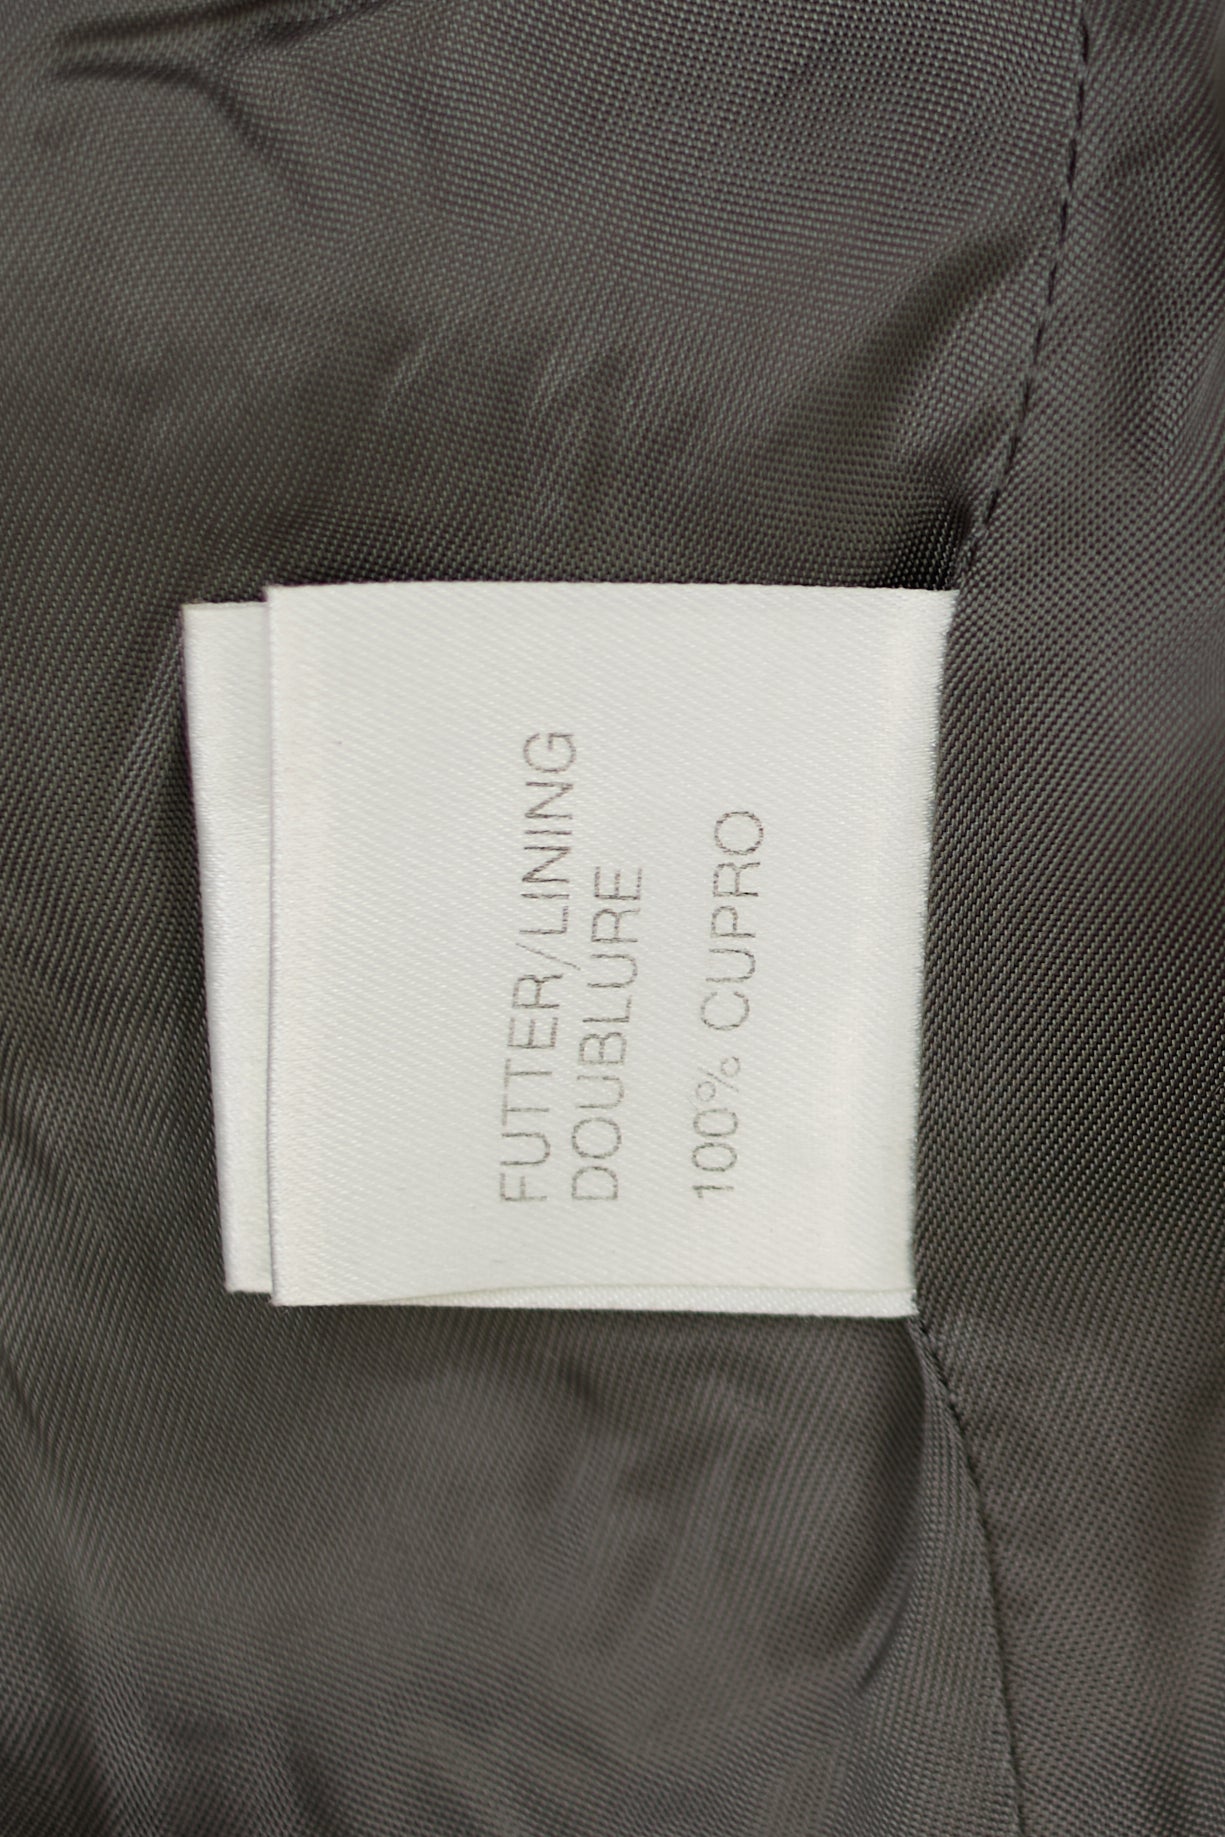 FUTTER/LINING
DOUBLURE
100% CUPRO